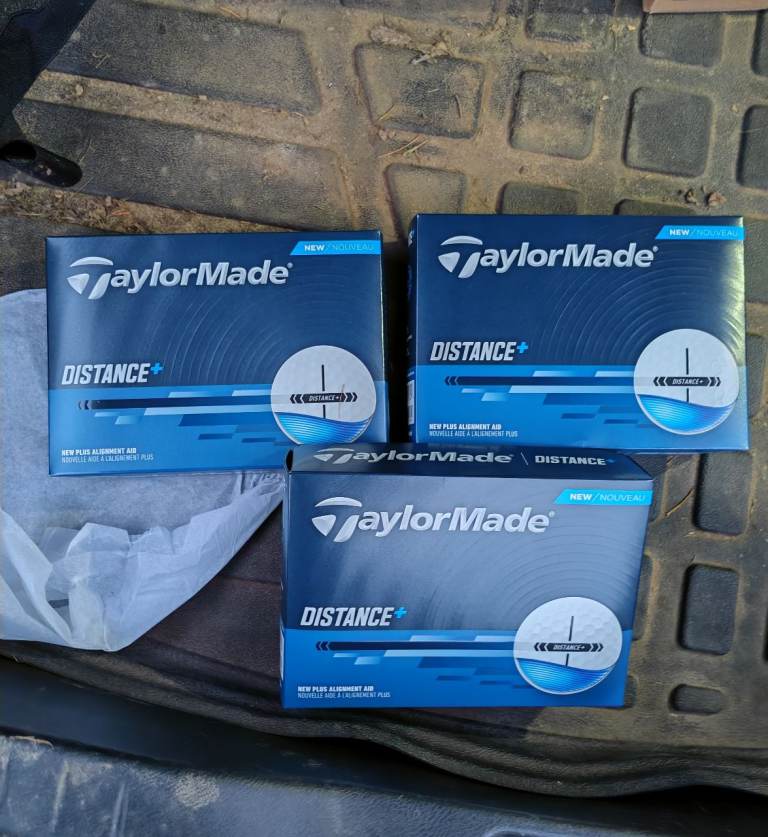 NEW / NOUVEAU
TaylorMade®
DISTANCE+
DISTANCE+
NEW PLUS ALIGNMENT AID
NOUVELLE AIDE À L'ALIGNEMENT PLUS
NEW / NOUVEAU
TaylorMade®
DISTANCE+
DISTANCE+
NEW PLUS ALIGNMENT AID
NOUVELLE AIDE À L'ALIGNEMENT PLUS
TaylorMade | DISTANCE+
NEW / NOUVEAU
TaylorMade®
DISTANCE+
DISTANCE+
NEW PLUS ALIGNMENT AID
NOUVELLE AIDE À L'ALIGNEMENT PLUS